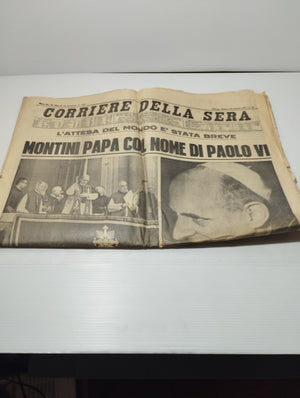 CORRIERE DELLA SERA
L'ATTESA DEL MONDO E' STATA BREVE
MONTINI PAPA COL NOME DI PAOLO VI